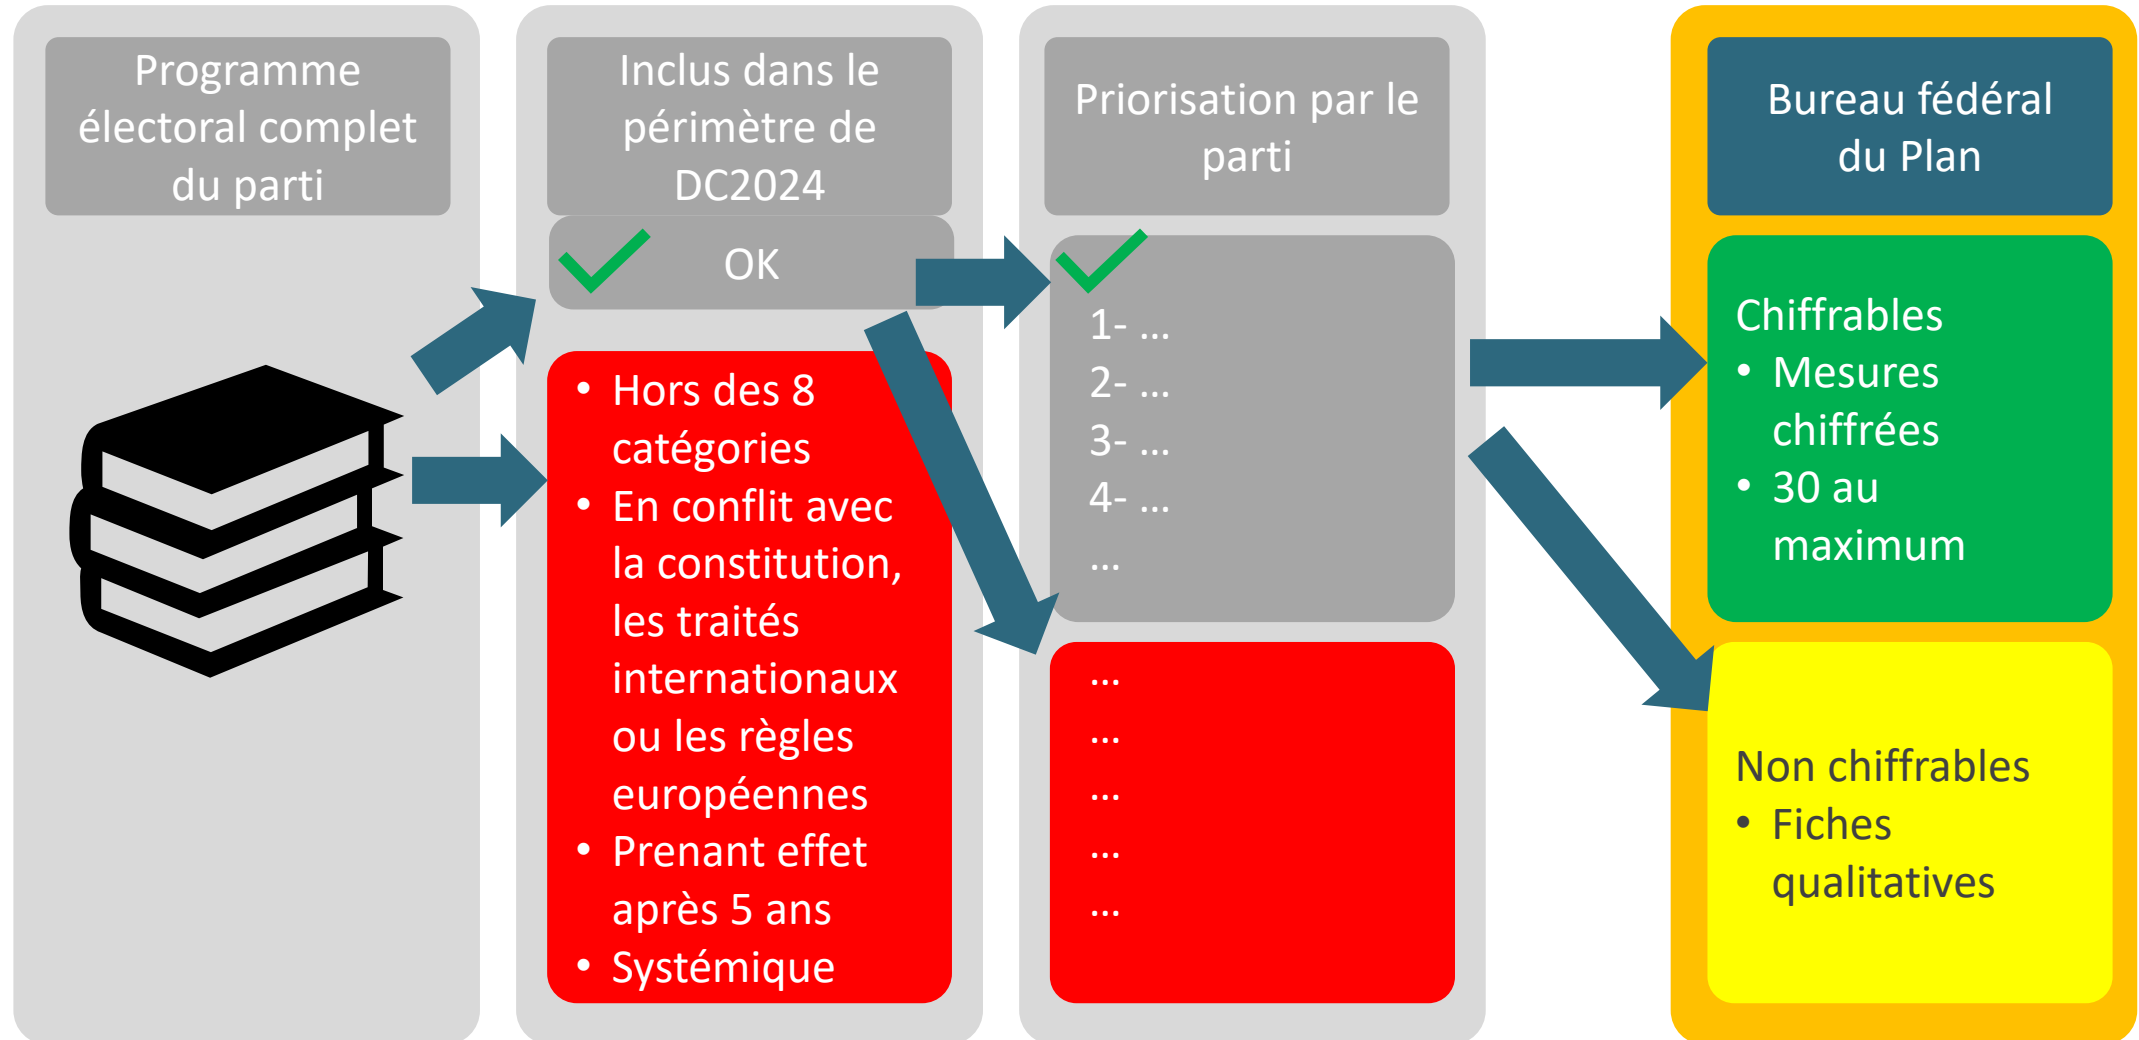 Programme
électoral complet
du parti
Inclus dans le
périmètre de
DC2024
OK
• Hors des 8
catégories
• En conflit avec
la constitution,
les traités
internationaux
ou les règles
européennes
• Prenant effet
après 5 ans
• Systémique
Priorisation par le
parti
1- ...
2- ...
3- ...
4- ...
...
...
...
...
...
...
Bureau fédéral
du Plan
Chiffrables
• Mesures
chiffrées
• 30 au
maximum
Non chiffrables
• Fiches
qualitatives